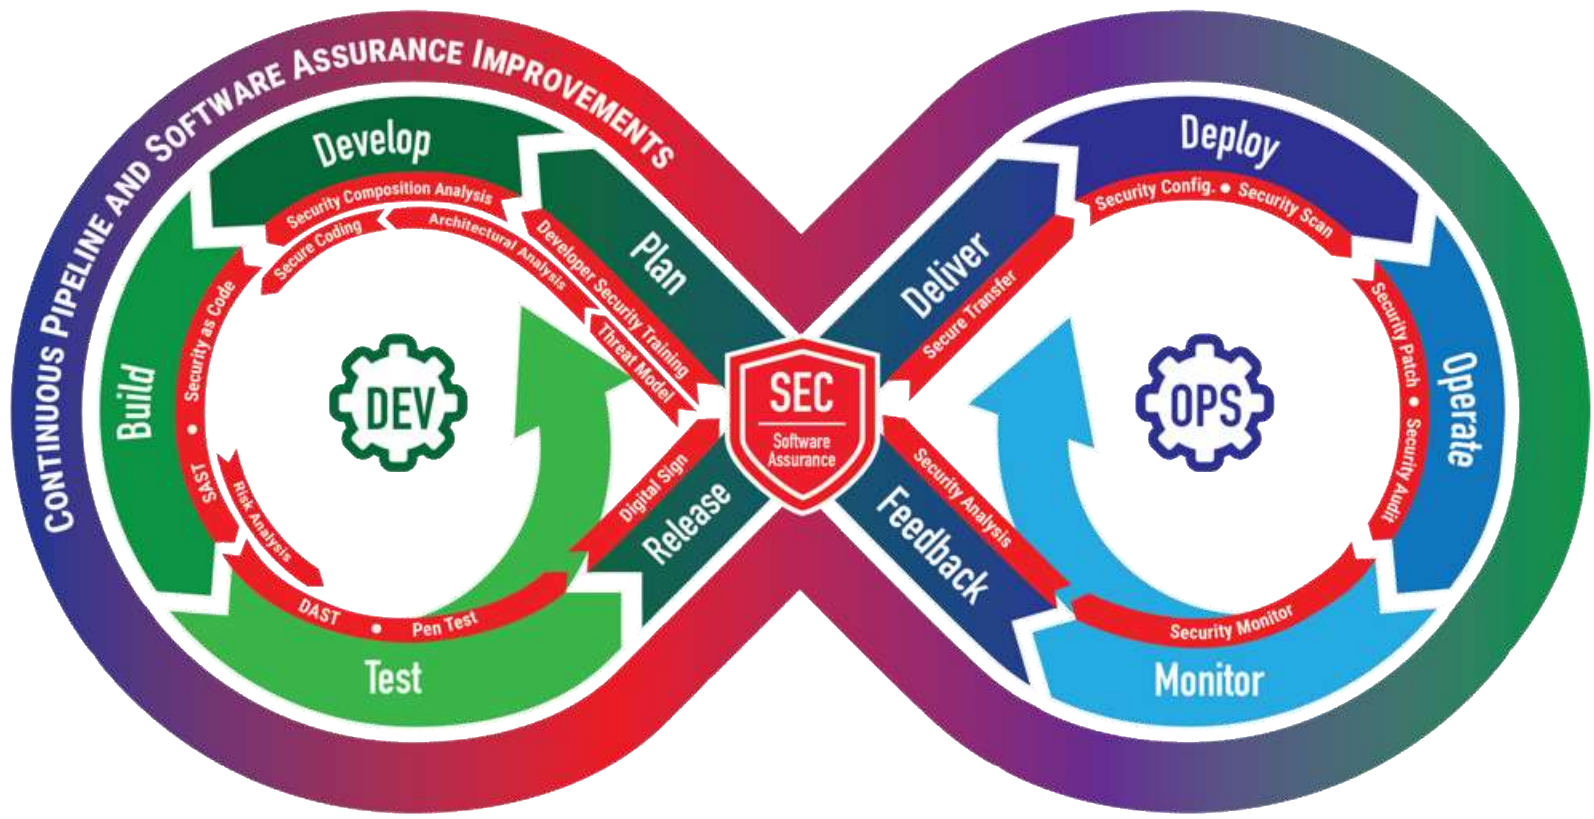 CONTINUOUS PIPELINE AND SOFTWARE ASSURANCE IMPROVEMENTS
Develop
Security Composition Analysis
Secure Coding
Architectural Analysis
Plan
Developer Security Training
Threat Model
Build
Security as Code
• SAST
Risk Analysis
DEV
Test
DAST • Pen Test
Release
Digital Sign
SEC
Software
Assurance
Deliver
Secure Transfer
Deploy
Security Config. • Security Scan
Operate
Security Patch • Security Audit
OPS
Monitor
Security Monitor
Feedback
Security Analysis